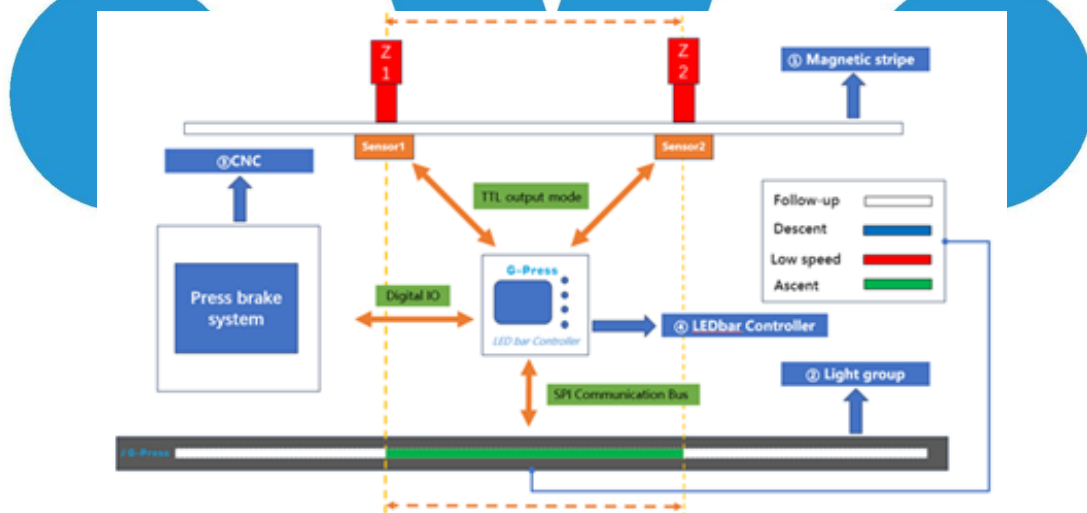 Z
1
Z
2
① Magnetic stripe
Sensor1
Sensor2
③CNC
TTL output mode
Follow-up
Descent
Low speed
Ascent
G-Press
Press brake
system
Digital IO
LED bar Controller
④ LEDbar Controller
② Light group
SPI Communication Bus
G-Press